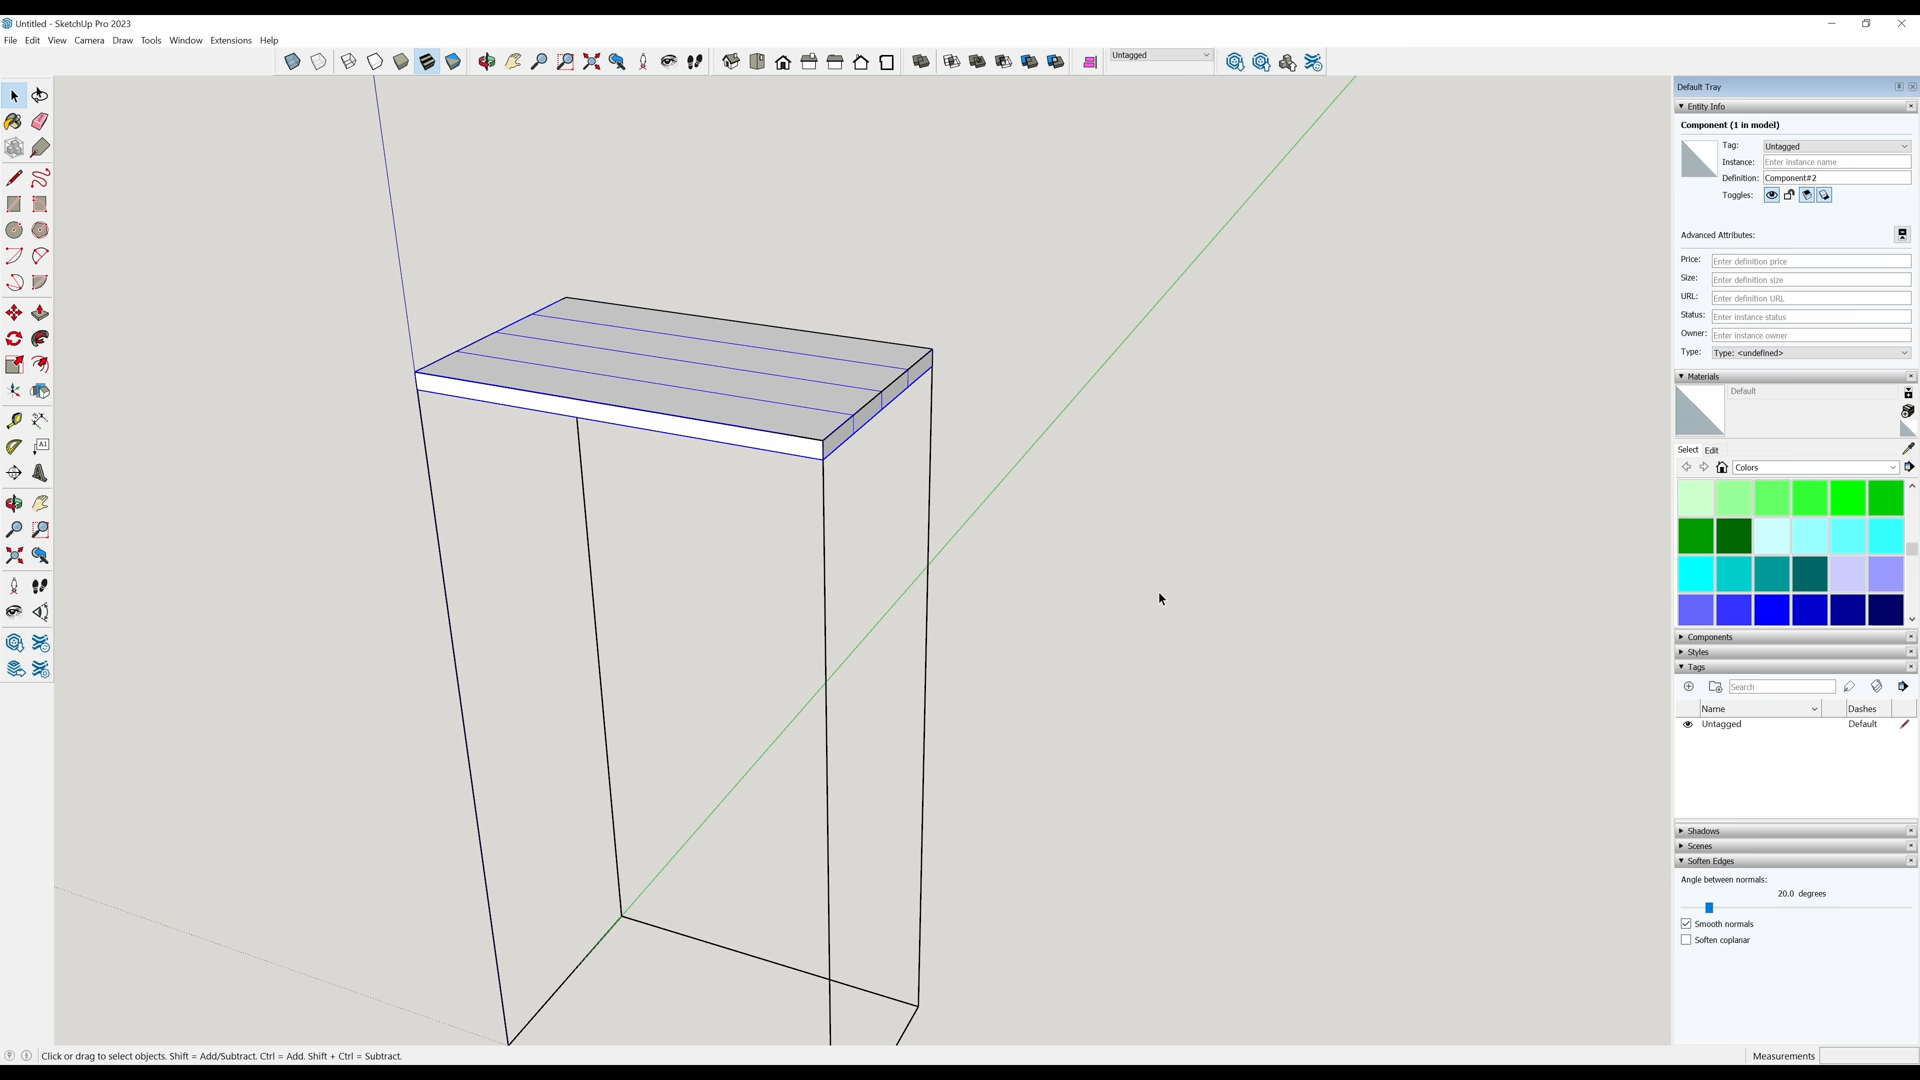 Untitled - SketchUp Pro 2023
File Edit View Camera Draw Tools Window Extensions Help
Untagged
Default Tray
Entity Info
Component (1 in model)
Tag: Untagged
Instance: Enter instance name
Definition: Component#2
Toggles:
Advanced Attributes:
Price: Enter definition price
Size: Enter definition size
URL: Enter definition URL
Status: Enter instance status
Owner: Enter instance owner
Type: Type: <undefined>
Materials
Default
Select Edit
Colors
Components
Styles
Tags
Search
Name Dashes
Untagged Default
Shadows
Scenes
Soften Edges
Angle between normals:
20.0 degrees
Smooth normals
Soften coplanar
A1
Click or drag to select objects. Shift = Add/Subtract. Ctrl = Add. Shift + Ctrl = Subtract.
Measurements